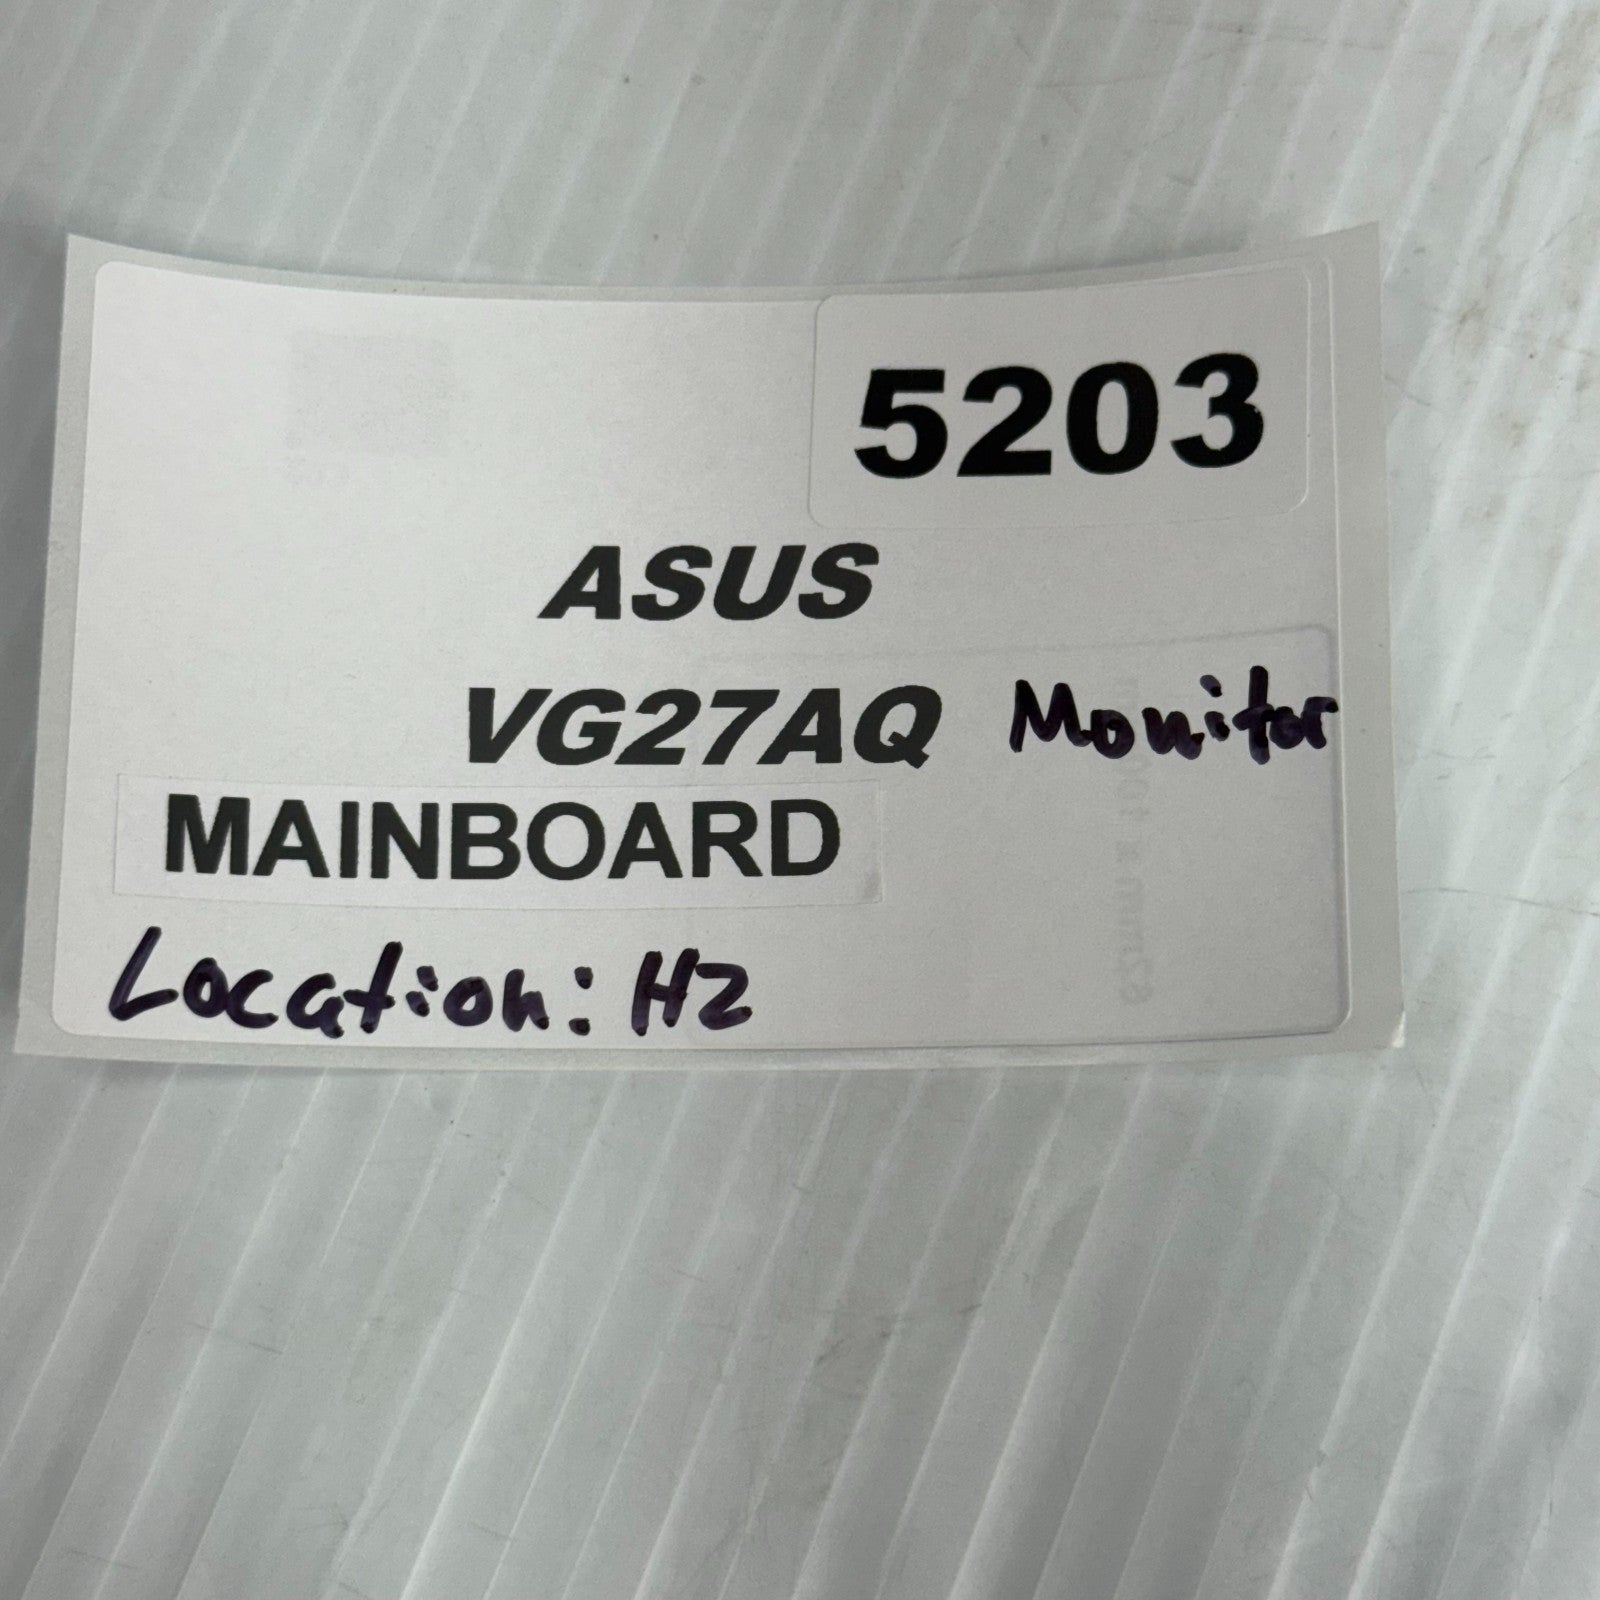 5203
ASUS
VG27AQ Monitor
MAINBOARD
Location: H2